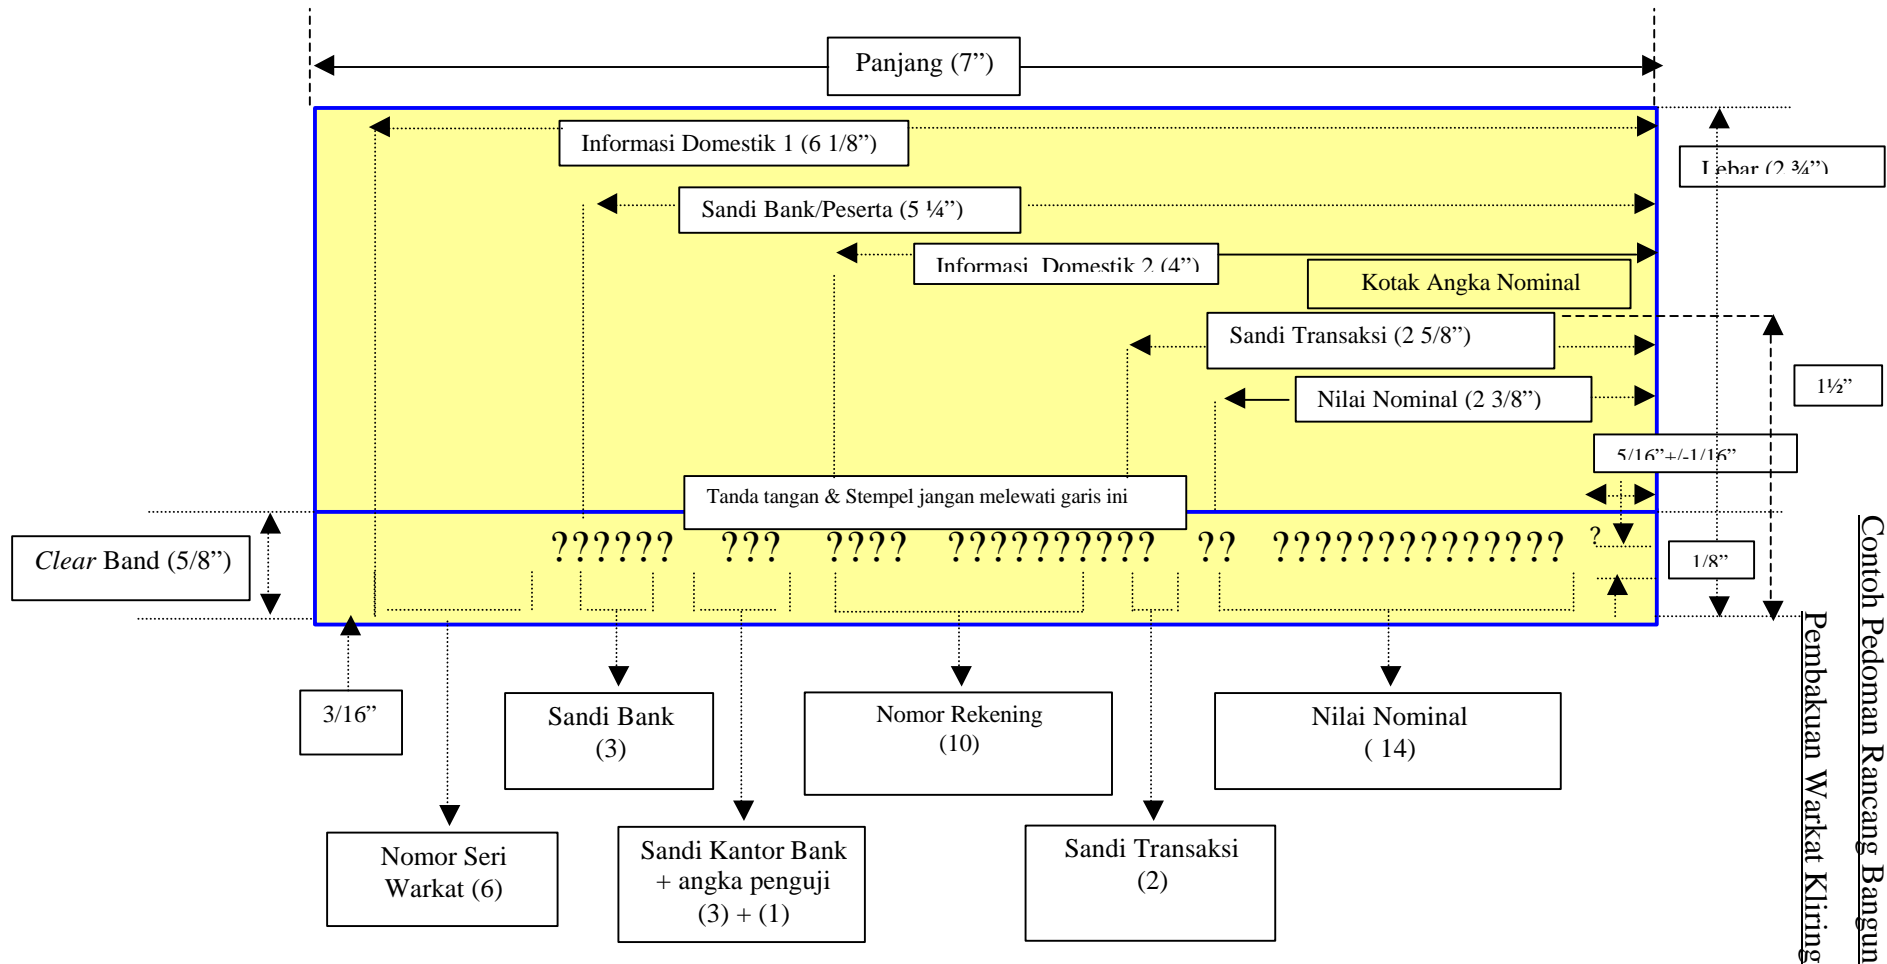 Panjang (7”)
Informasi Domestik 1 (6 1/8”)
Lebar (2 ¾”)
Sandi Bank/Peserta (5 ¼”)
Informasi Domestik 2 (4”)
Kotak Angka Nominal
Sandi Transaksi (2 5/8”)
1½”
Nilai Nominal (2 3/8”)
5/16”+/-1/16”
Tanda tangan & Stempel jangan melewati garis ini
?????? ??? ???? ?????????? ?? ?????????????? ?
Clear Band (5/8”)
1/8”
3/16”
Sandi Bank
(3)
Nomor Rekening
(10)
Nilai Nominal
( 14)
Nomor Seri
Warkat (6)
Sandi Kantor Bank
+ angka penguji
(3) + (1)
Sandi Transaksi
(2)
Contoh Pedoman Rancang Bangun
Pembakuan Warkat Kliring